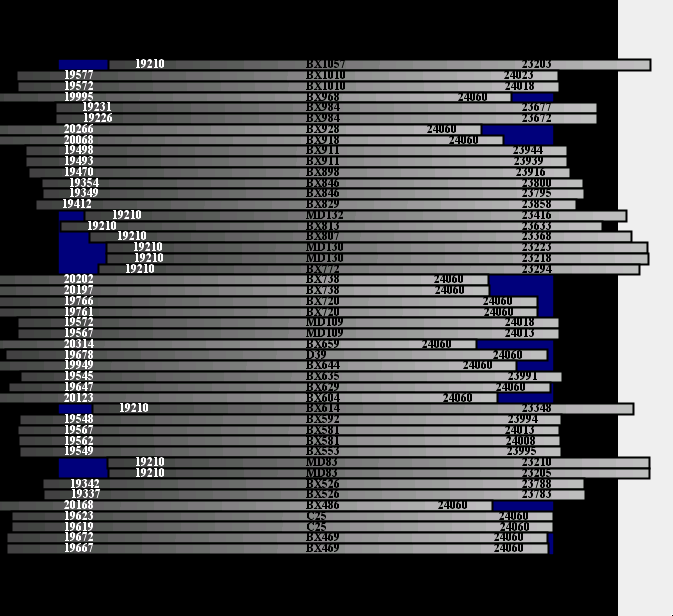 19210 BX1057 23203
19577 BX1010 24023
19572 BX1010 24018
19995 BX968 24060
19231 BX984 23677
19226 BX984 23672
20266 BX928 24060
20068 BX918 24060
19498 BX911 23944
19493 BX911 23939
19470 BX898 23916
19354 BX846 23800
19349 BX846 23795
19412 BX829 23858
19210 MD132 23416
19210 BX813 23633
19210 BX807 23368
19210 MD130 23223
19210 MD130 23218
19210 BX772 23294
20202 BX738 24060
20197 BX738 24060
19766 BX720 24060
19761 BX720 24060
19572 MD109 24018
19567 MD109 24013
20314 BX659 24060
19678 D39 24060
19949 BX644 24060
19545 BX635 23991
19647 BX629 24060
20123 BX604 24060
19210 BX614 23348
19548 BX592 23994
19567 BX581 24013
19562 BX581 24008
19549 BX553 23995
19210 MD83 23210
19210 MD83 23205
19342 BX526 23788
19337 BX526 23783
20168 BX486 24060
19623 C25 24060
19619 C25 24060
19672 BX469 24060
19667 BX469 24060